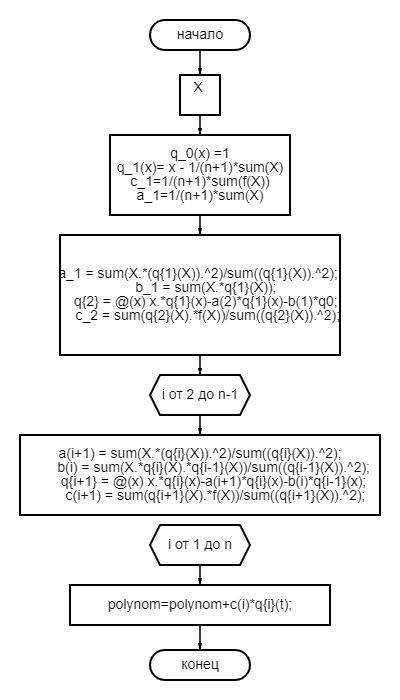 начало
X
q_0(x) =1
q_1(x)= x - 1/(n+1)*sum(X)
c_1=1/(n+1)*sum(f(X))
a_1=1/(n+1)*sum(X)
a_1 = sum(X.*(q{1}(X)).^2)/sum((q{1}(X)).^2);
b_1 = sum(X.*q{1}(X));
q{2} = @(x) x.*q{1}(x)-a(2)*q{1}(x)-b(1)*q0;
c_2 = sum(q{2}(X).*f(X))/sum((q{2}(X)).^2);
i от 2 до n-1
a(i+1) = sum(X.*(q{i}(X)).^2)/sum((q{i}(X)).^2);
b(i) = sum(X.*q{i}(X).*q{i-1}(X))/sum((q{i-1}(X)).^2);
q{i+1} = @(x) x.*q{i}(x)-a(i+1)*q{i}(x)-b(i)*q{i-1}(x);
c(i+1) = sum(q{i+1}(X).*f(X))/sum((q{i+1}(X)).^2);
i от 1 до n
polynom=polynom+c(i)*q{i}(t);
конец